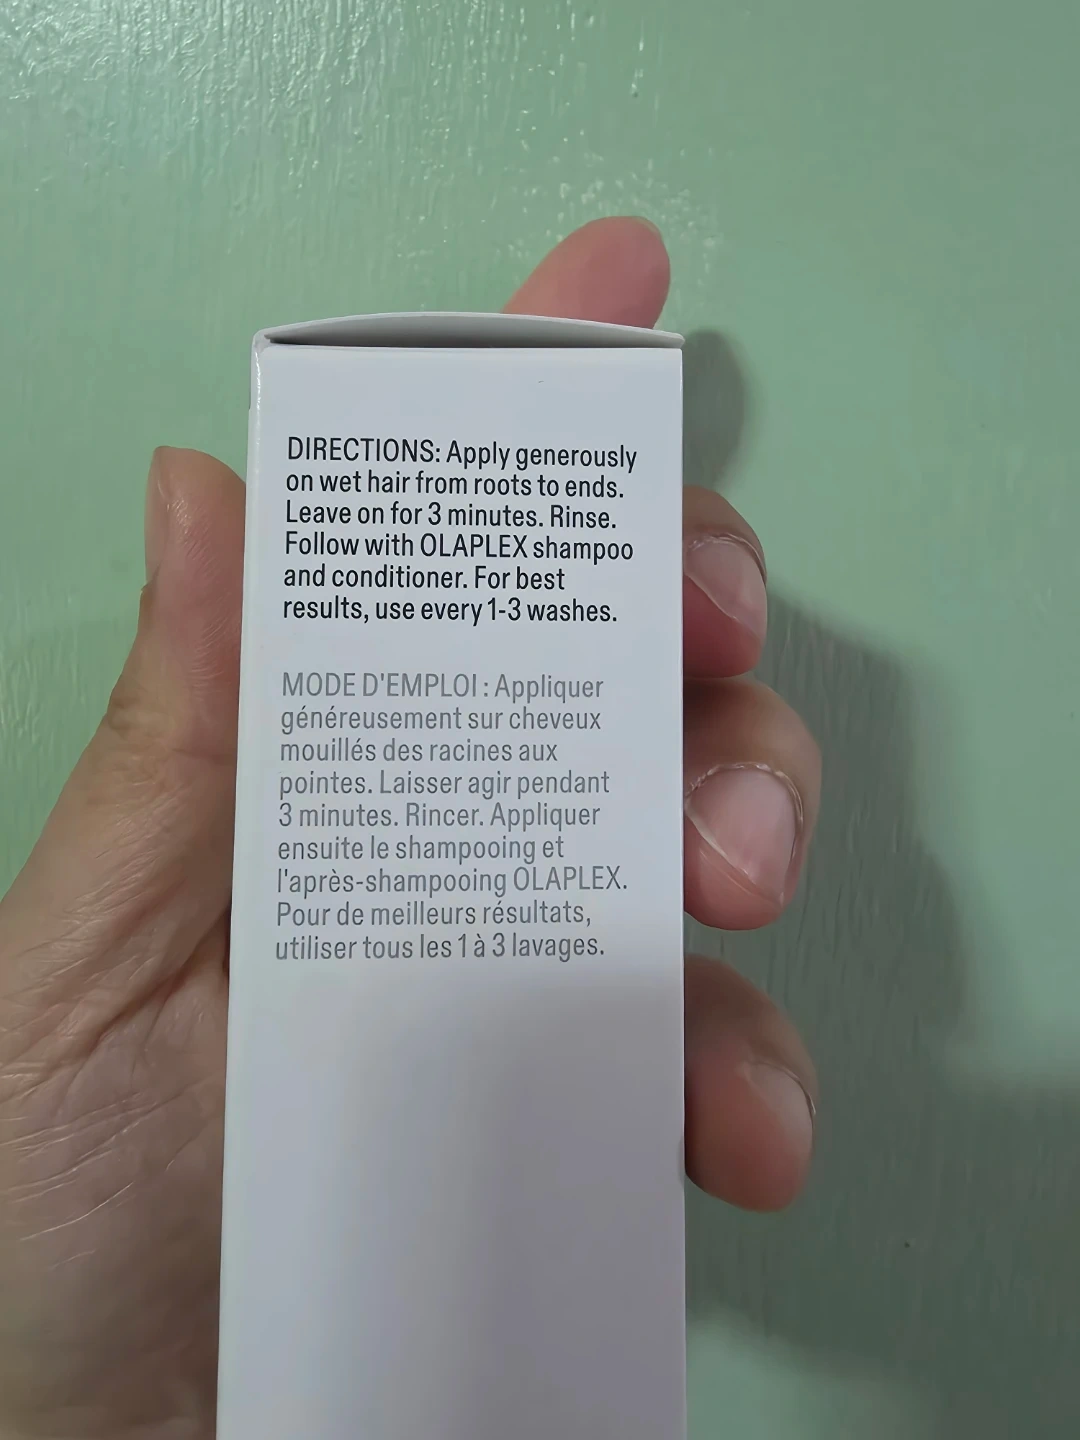 DIRECTIONS: Apply generously
on wet hair from roots to ends.
Leave on for 3 minutes. Rinse.
Follow with OLAPLEX shampoo
and conditioner. For best
results, use every 1-3 washes.
MODE D'EMPLOI : Appliquer
généreusement sur cheveux
mouillés des racines aux
pointes. Laisser agir pendant
3 minutes. Rincer. Appliquer
ensuite le shampooing et
l'après-shampooing OLAPLEX.
Pour de meilleurs résultats,
utiliser tous les 1 à 3 lavages.